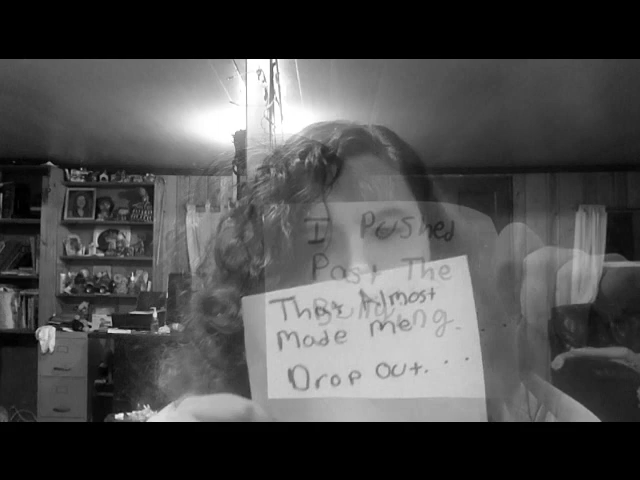 I Pushed
Past The
That Almost
Made Me
Drop Out...